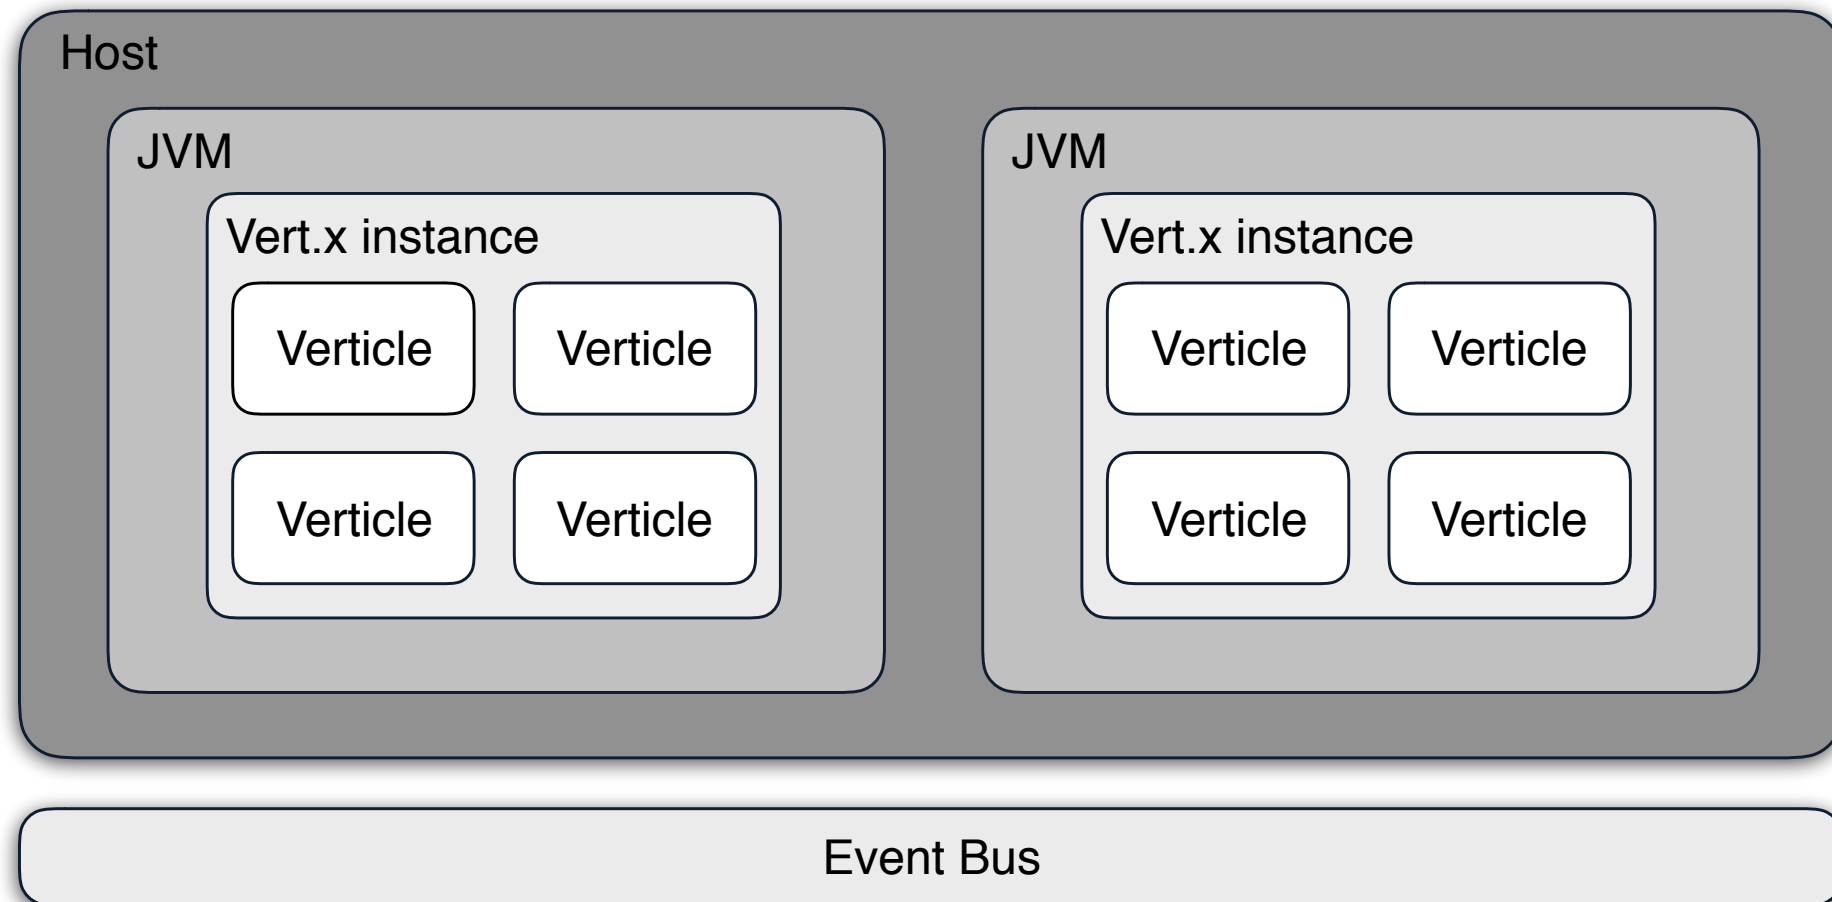 Host
JVM
Vert.x instance
Verticle
Verticle
Verticle
Verticle
JVM
Vert.x instance
Verticle
Verticle
Verticle
Verticle
Event Bus